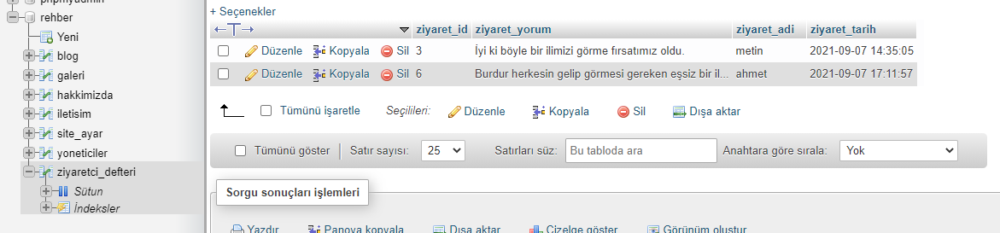 phpmyadmin
rehber
Yeni
blog
galeri
hakkimizda
iletisim
site_ayar
yoneticiler
ziyaretci_defteri
Sütun
İndeksler
+ Seçenekler
ziyaret_id ziyaret_yorum ziyaret_adi ziyaret_tarih
Düzenle Kopyala Sil 3 İyi ki böyle bir ilimizi görme fırsatımız oldu. metin 2021-09-07 14:35:05
Düzenle Kopyala Sil 6 Burdur herkesin gelip görmesi gereken eşsiz bir il... ahmet 2021-09-07 17:11:57
Tümünü işaretle Seçilileri: Düzenle Kopyala Sil Dışa aktar
Tümünü göster Satır sayısı: 25 Satırları süz: Bu tabloda ara Anahtara göre sırala: Yok
Sorgu sonuçları işlemleri
Yazdır Panoya kopyala Dışa aktar Çizelge göster Görünüm oluştur